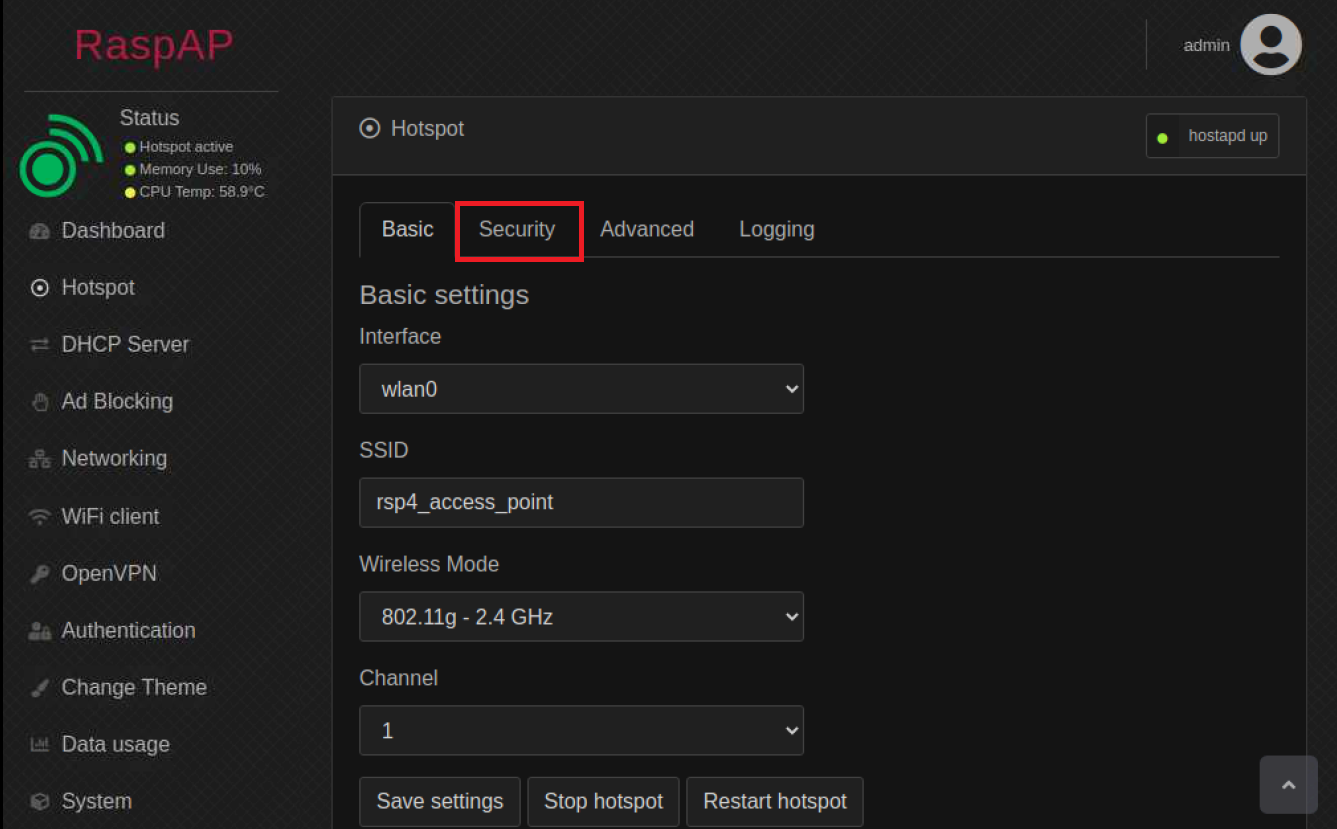 RaspAP
admin
Status
Hotspot active
Memory Use: 10%
CPU Temp: 58.9°C
Dashboard
Hotspot
DHCP Server
Ad Blocking
Networking
WiFi client
OpenVPN
Authentication
Change Theme
Data usage
System
Hotspot
hostapd up
Basic Security Advanced Logging
Basic settings
Interface
wlan0
SSID
rsp4_access_point
Wireless Mode
802.11g - 2.4 GHz
Channel
1
Save settings Stop hotspot Restart hotspot